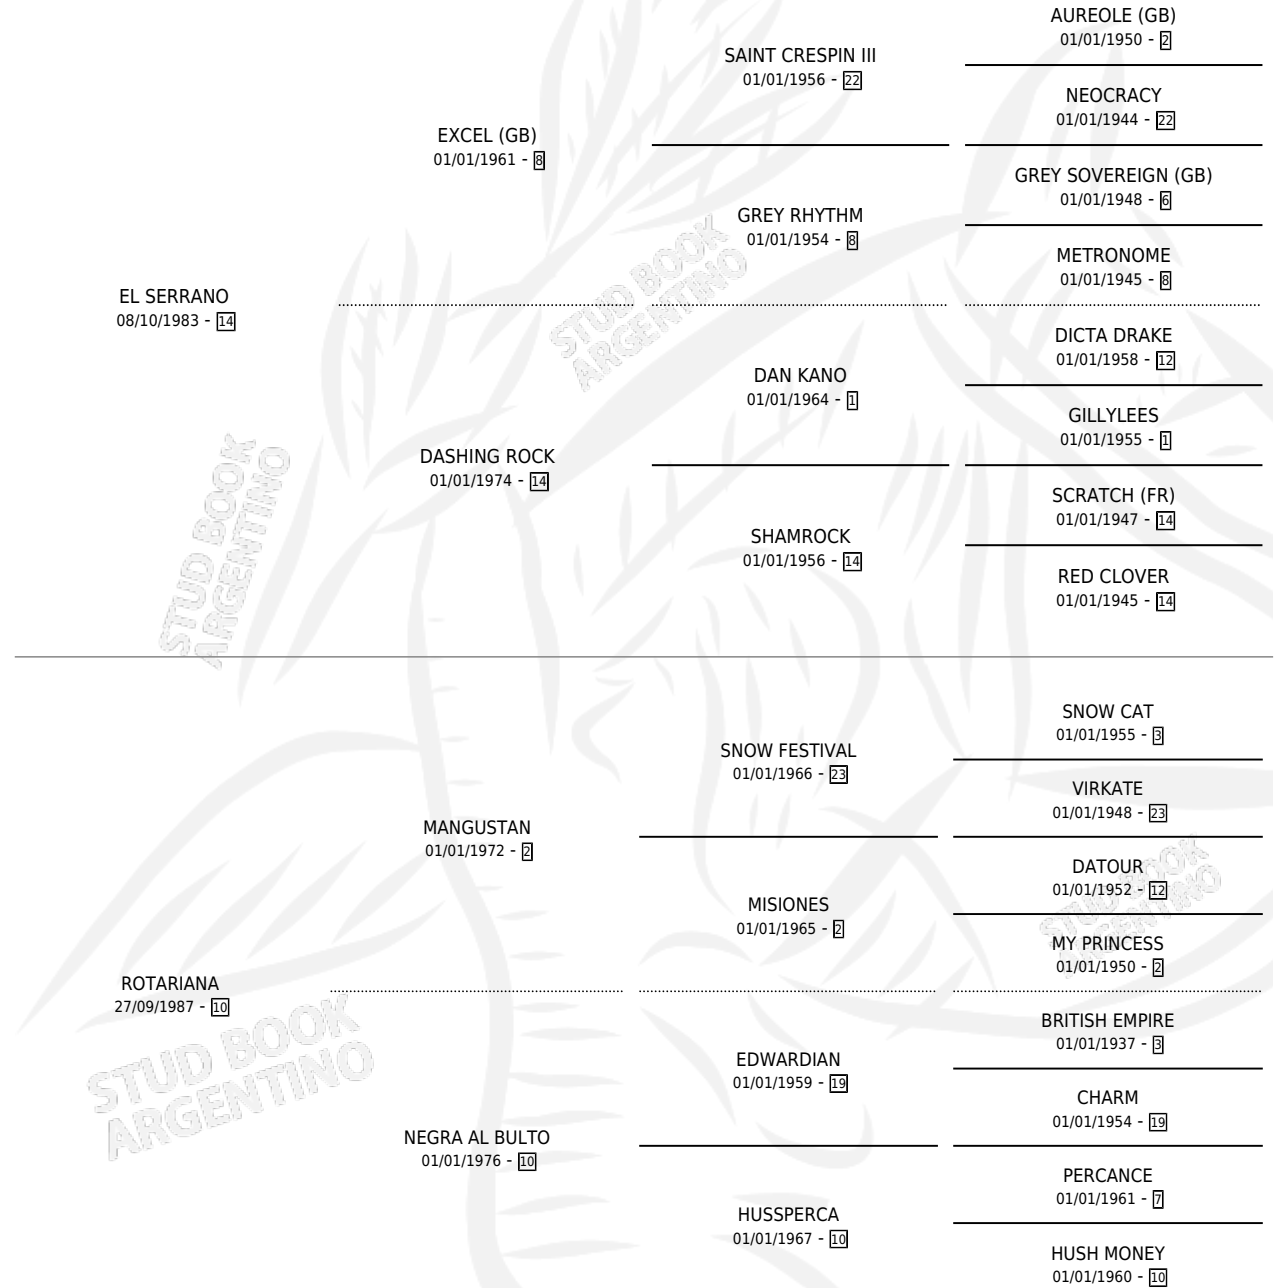 AUREOLE (GB)
01/01/1950 - 2
SAINT CRESPIN III
01/01/1956 - 22
NEOCRACY
01/01/1944 - 22
EXCEL (GB)
01/01/1961 - 8
GREY SOVEREIGN (GB)
01/01/1948 - 6
GREY RHYTHM
01/01/1954 - 8
METRONOME
01/01/1945 - 8
EL SERRANO
08/10/1983 - 14
DICTA DRAKE
01/01/1958 - 12
DAN KANO
01/01/1964 - 1
GILLYLEES
01/01/1955 - 1
DASHING ROCK
01/01/1974 - 14
SCRATCH (FR)
01/01/1947 - 14
SHAMROCK
01/01/1956 - 14
RED CLOVER
01/01/1945 - 14
STUD BOOK
ARGENTINO
STUD BOOK
ARGENTINO
SNOW CAT
01/01/1955 - 3
SNOW FESTIVAL
01/01/1966 - 23
VIRKATE
01/01/1948 - 23
MANGUSTAN
01/01/1972 - 2
DATOUR
01/01/1952 - 12
MISIONES
01/01/1965 - 2
MY PRINCESS
01/01/1950 - 2
ROTARIANA
27/09/1987 - 10
BRITISH EMPIRE
01/01/1937 - 3
EDWARDIAN
01/01/1959 - 19
CHARM
01/01/1954 - 19
NEGRA AL BULTO
01/01/1976 - 10
PERCANCE
01/01/1961 - 7
HUSSPERCA
01/01/1967 - 10
HUSH MONEY
01/01/1960 - 10
STUD BOOK
ARGENTINO
STUD BOOK
ARGENTINO